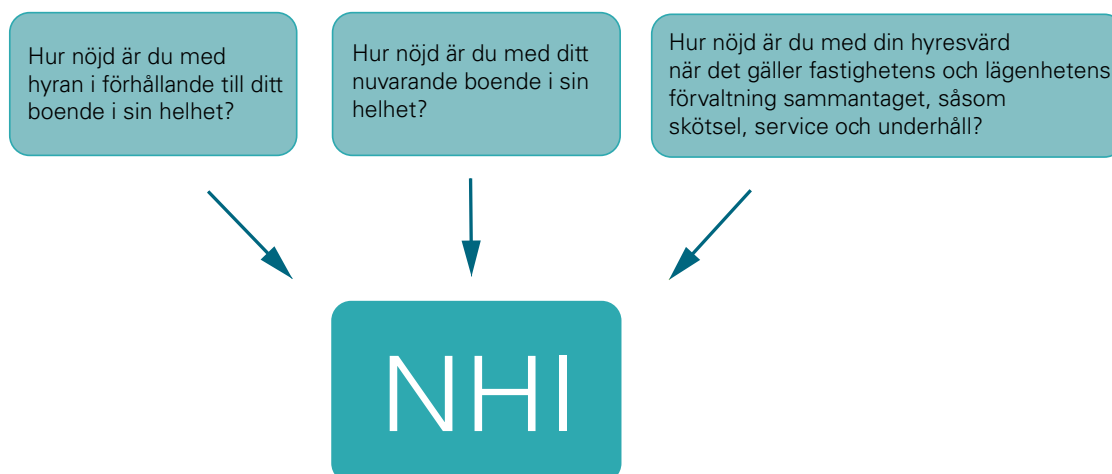 Hur nöjd är du med
hyran i förhållande till ditt
boende i sin helhet?
Hur nöjd är du med ditt
nuvarande boende i sin
helhet?
Hur nöjd är du med din hyresvärd
när det gäller fastighetens och lägenhetens
förvaltning sammantaget, såsom
skötsel, service och underhåll?
NHI